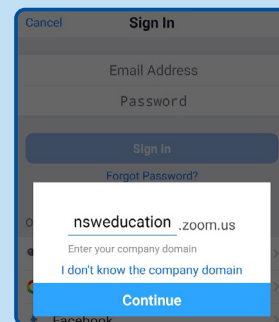 Cancel Sign In
Email Address
Password
Sign In
Forgot Password?
nsweducation .zoom.us
Enter your company domain
I don't know the company domain
Continue
Facebook